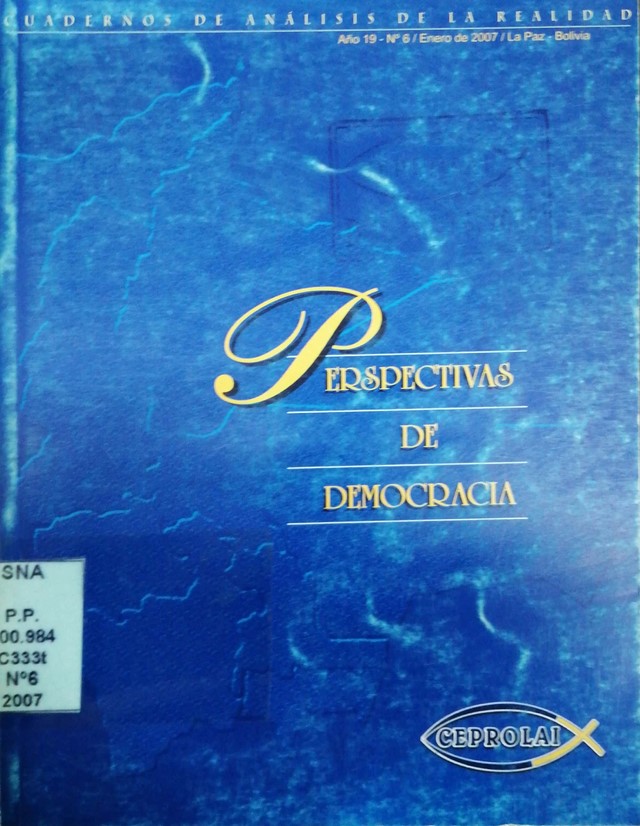 CUADERNOS DE ANÁLISIS DE LA REALIDAD
Año 19 - Nº 6 / Enero de 2007 / La Paz - Bolivia
PERSPECTIVAS
DE
DEMOCRACIA
SNA
P.P.
00.984
C333t
Nº6
2007
CEPROLAI